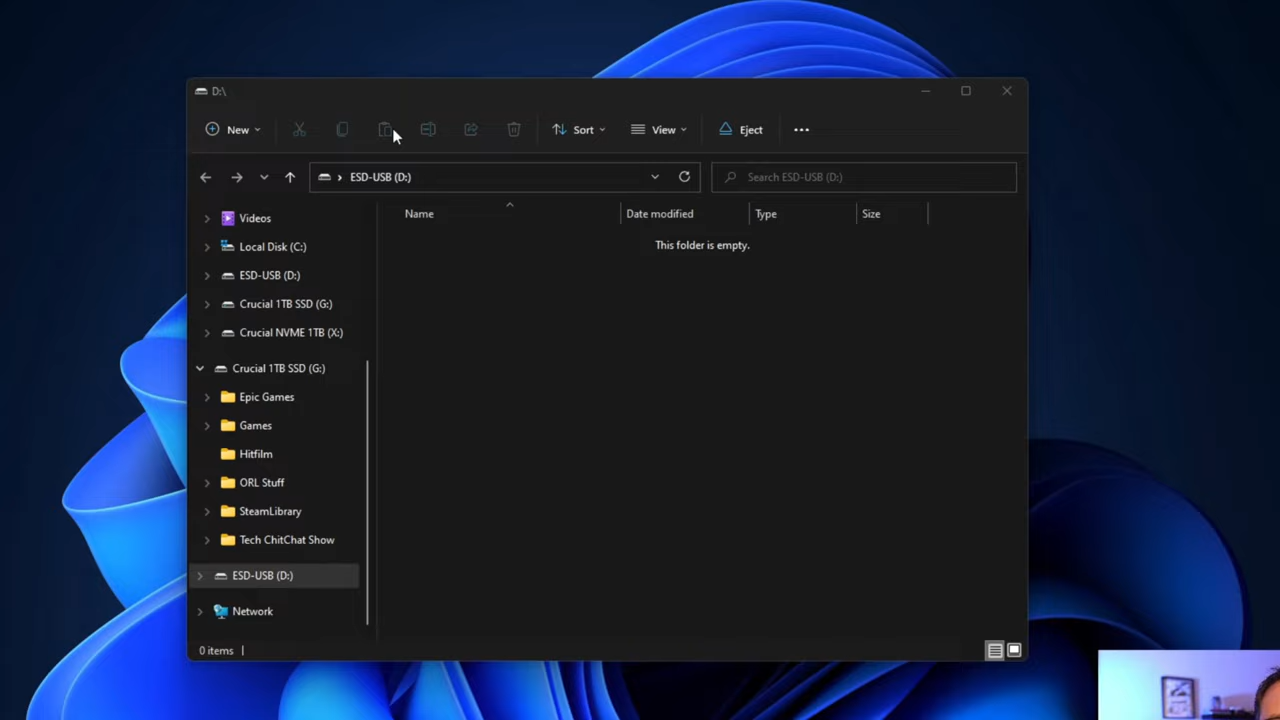 D:\
New
Sort
View
Eject
ESD-USB (D:)
Search ESD-USB (D:)
Name
Date modified
Type
Size
This folder is empty.
Videos
Local Disk (C:)
ESD-USB (D:)
Crucial 1TB SSD (G:)
Crucial NVME 1TB (X:)
Crucial 1TB SSD (G:)
Epic Games
Games
Hitfilm
ORL Stuff
SteamLibrary
Tech ChitChat Show
ESD-USB (D:)
Network
0 items